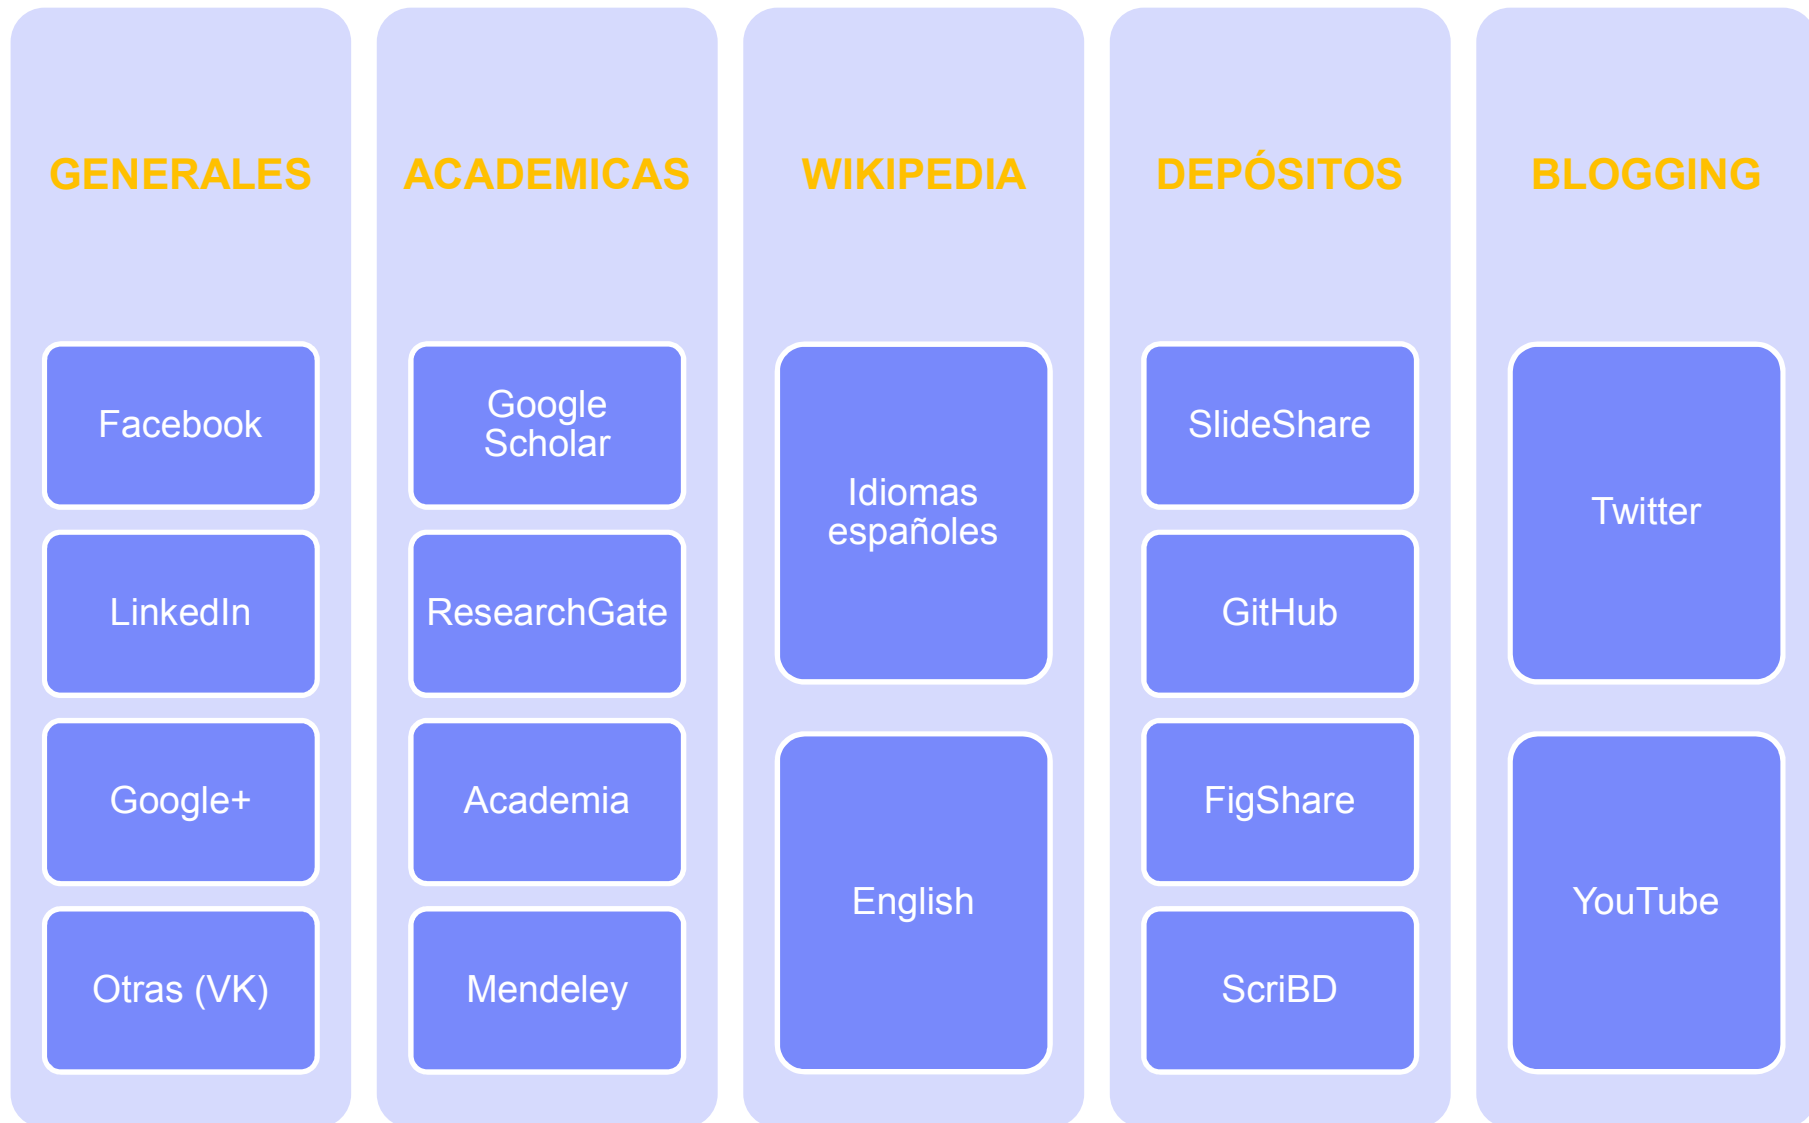 GENERALES
Facebook
LinkedIn
Google+
Otras (VK)
ACADEMICAS
Google
Scholar
ResearchGate
Academia
Mendeley
WIKIPEDIA
Idiomas
españoles
English
DEPÓSITOS
SlideShare
GitHub
FigShare
ScriBD
BLOGGING
Twitter
YouTube